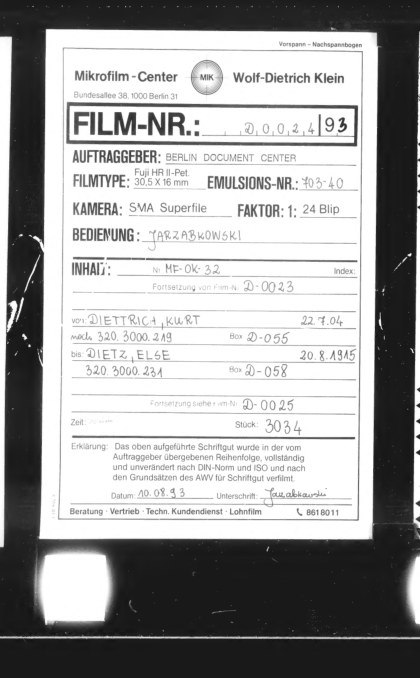 Vorspann - Nachspannbogen
Mikrofilm-Center MIK Wolf-Dietrich Klein
Bundesallee 38, 1000 Berlin 31
FILM-NR.: D,0,0,2,4 | 93
AUFTRAGGEBER: BERLIN DOCUMENT CENTER
FILMTYPE: Fuji HR II-Pet. 30,5 X 16 mm EMULSIONS-NR.: 703-40
KAMERA: SMA Superfile FAKTOR: 1: 24 Blip
BEDIENUNG: JARZABKOWSKI
INHALT: Nr MF-OK-32 Index:
Fortsetzung von Film-Nr. D-0023
von: DIETTRICH, KURT 22.7.04
noch 320.3000.219 Box D-055
bis: DIETZ, ELSE 20.8.1915
320.3000.231 Box D-058
Fortsetzung siehe Film-Nr. D-0025
Zeit: Stück: 3034
Erklärung: Das oben aufgeführte Schriftgut wurde in der vom
Auftraggeber übergebenen Reihenfolge, vollständig
und unverändert nach DIN-Norm und ISO und nach
den Grundsätzen des AWV für Schriftgut verfilmt.
Datum: 10.08.93 Unterschrift: Jarzabkowski
Beratung · Vertrieb · Techn. Kundendienst · Lohnfilm 8618011